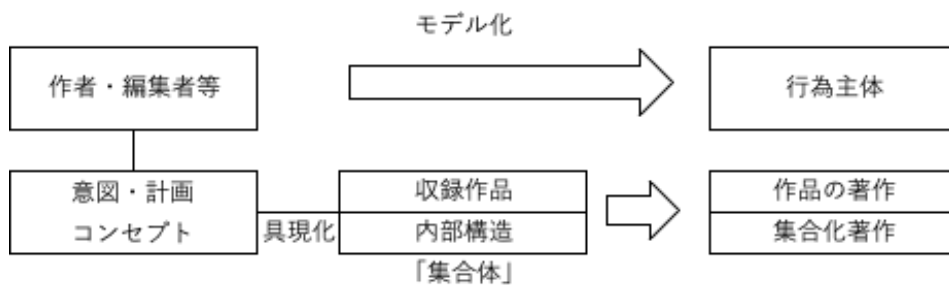 モデル化
作者・編集者等
行為主体
意図・計画
コンセプト
具現化
収録作品
内部構造
「集合体」
作品の著作
集合化著作